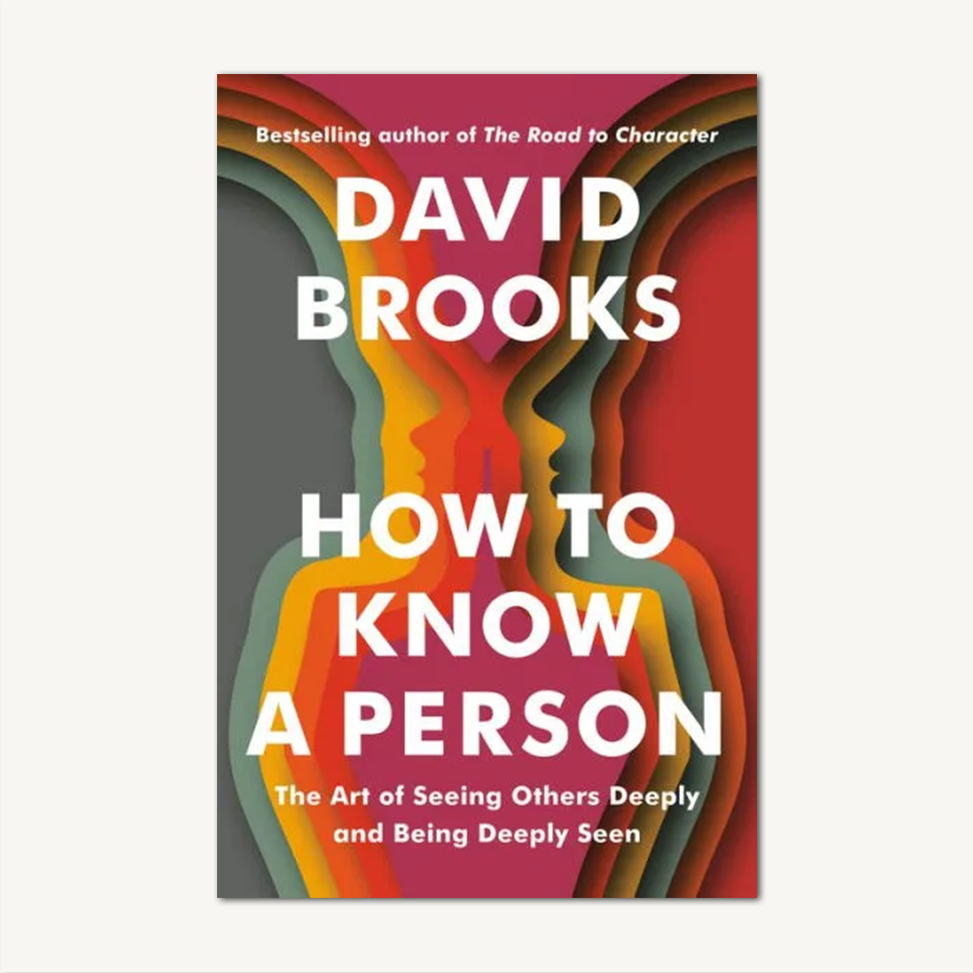 Bestselling author of The Road to Character
DAVID
BROOKS
HOW TO
KNOW
A PERSON
The Art of Seeing Others Deeply
and Being Deeply Seen